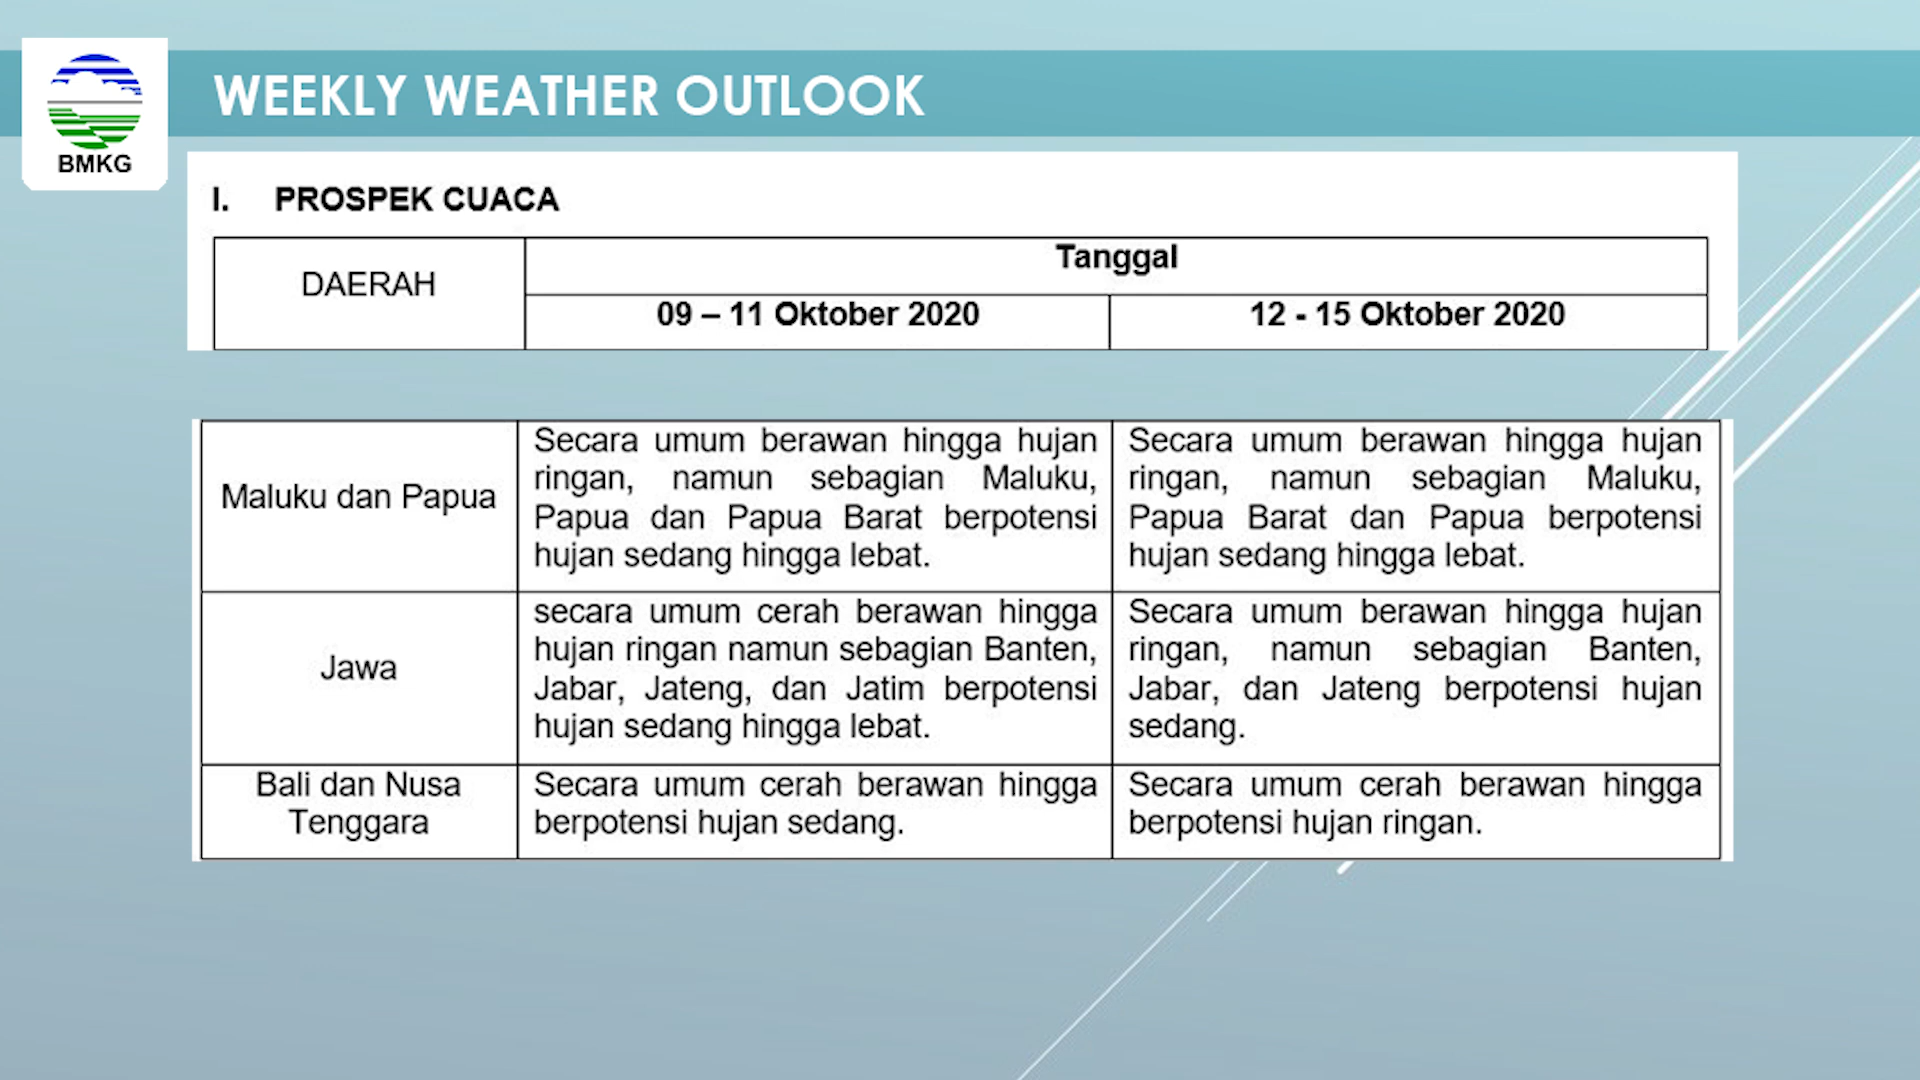 BMKG
WEEKLY WEATHER OUTLOOK
I. PROSPEK CUACA
DAERAH
Tanggal
09 – 11 Oktober 2020
12 - 15 Oktober 2020
Maluku dan Papua
Secara umum berawan hingga hujan
ringan, namun sebagian Maluku,
Papua dan Papua Barat berpotensi
hujan sedang hingga lebat.
Secara umum berawan hingga hujan
ringan, namun sebagian Maluku,
Papua Barat dan Papua berpotensi
hujan sedang hingga lebat.
Jawa
secara umum cerah berawan hingga
hujan ringan namun sebagian Banten,
Jabar, Jateng, dan Jatim berpotensi
hujan sedang hingga lebat.
Secara umum berawan hingga hujan
ringan, namun sebagian Banten,
Jabar, dan Jateng berpotensi hujan
sedang.
Bali dan Nusa
Tenggara
Secara umum cerah berawan hingga
berpotensi hujan sedang.
Secara umum cerah berawan hingga
berpotensi hujan ringan.